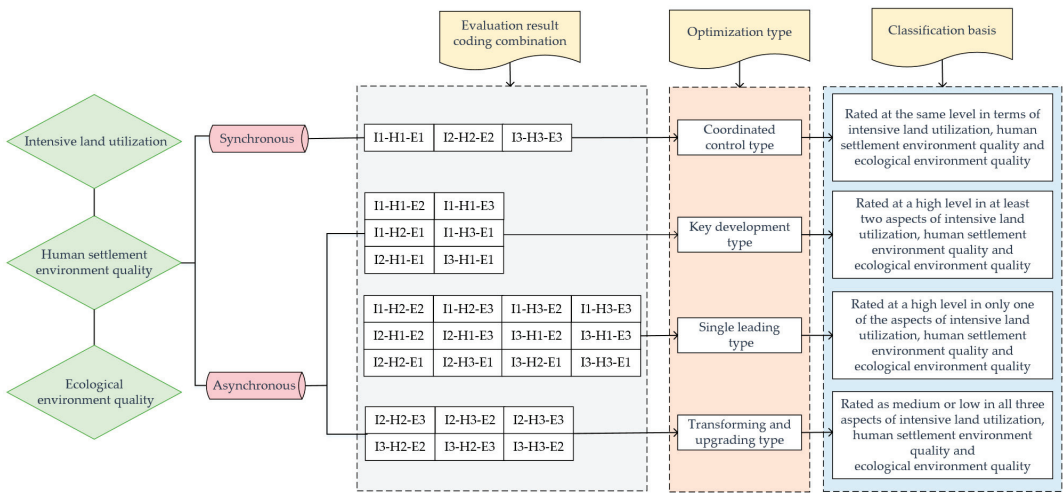 Evaluation result
coding combination
Optimization type
Classification basis
Intensive land utilization
Human settlement
environment quality
Ecological
environment quality
Synchronous
Asynchronous
I1-H1-E1 I2-H2-E2 I3-H3-E3
Coordinated
control type
Rated at the same level in terms of
intensive land utilization, human
settlement environment quality and
ecological environment quality
I1-H1-E2 I1-H1-E3
I1-H2-E1 I1-H3-E1
I2-H1-E1 I3-H1-E1
Key development
type
Rated at a high level in at least
two aspects of intensive land
utilization, human settlement
environment quality and
ecological environment quality
I1-H2-E2 I1-H2-E3 I1-H3-E2 I1-H3-E3
I2-H1-E2 I2-H1-E3 I3-H1-E2 I3-H1-E3
I2-H2-E1 I2-H3-E1 I3-H2-E1 I3-H3-E1
Single leading
type
Rated at a high level in only one
of the aspects of intensive land
utilization, human settlement
environment quality and
ecological environment quality
I2-H2-E3 I2-H3-E2 I2-H3-E3
I3-H2-E2 I3-H2-E3 I3-H3-E2
Transforming and
upgrading type
Rated as medium or low in all three
aspects of intensive land utilization,
human settlement environment
quality and
ecological environment quality